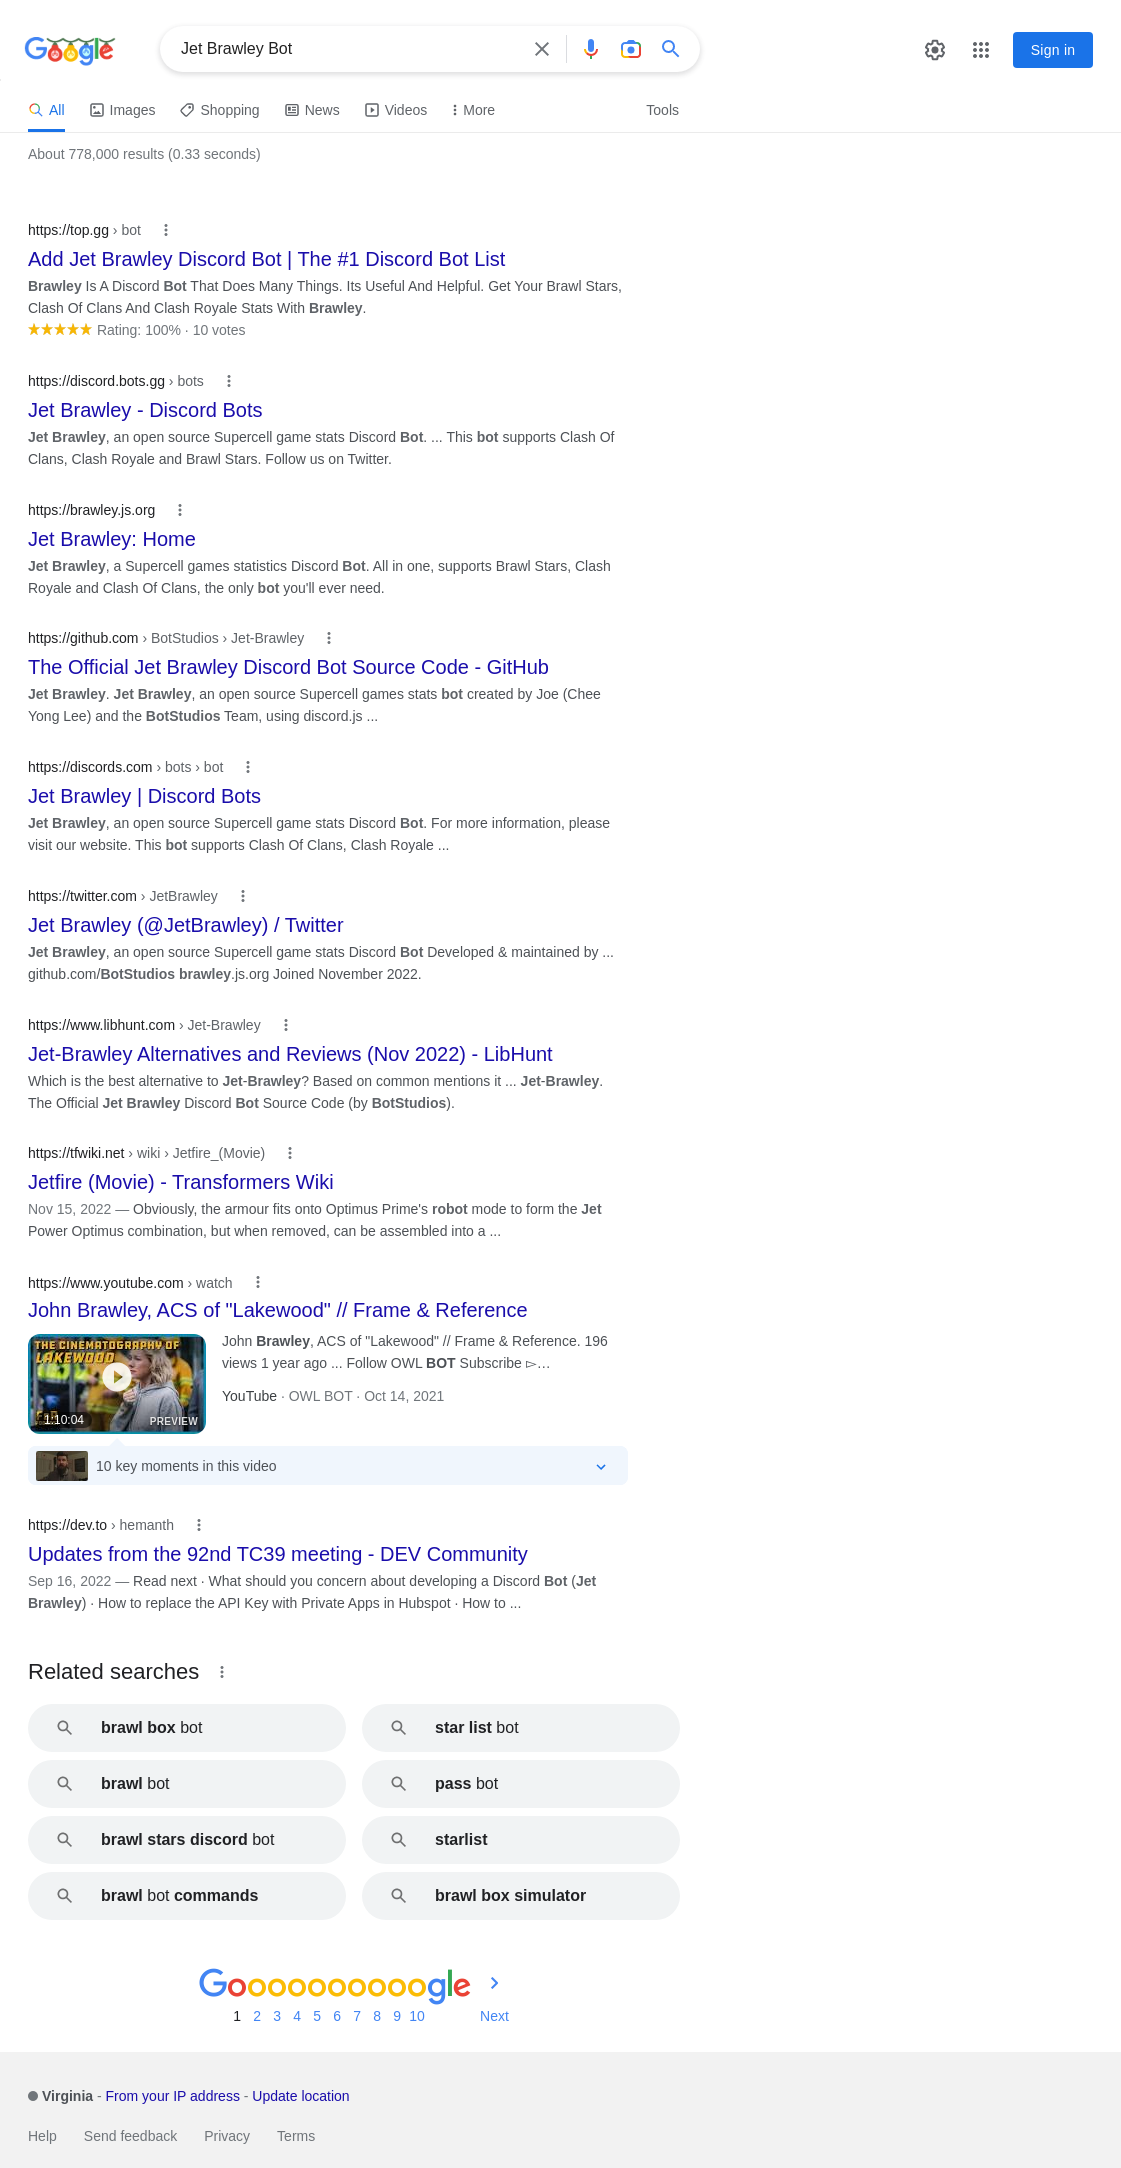 Google
Jet Brawley Bot
Sign in
All Images Shopping News Videos More Tools
About 778,000 results (0.33 seconds)
https://top.gg › bot
Add Jet Brawley Discord Bot | The #1 Discord Bot List
Brawley Is A Discord Bot That Does Many Things. Its Useful And Helpful. Get Your Brawl Stars,
Clash Of Clans And Clash Royale Stats With Brawley.
Rating: 100% · 10 votes
https://discord.bots.gg › bots
Jet Brawley - Discord Bots
Jet Brawley, an open source Supercell game stats Discord Bot. ... This bot supports Clash Of
Clans, Clash Royale and Brawl Stars. Follow us on Twitter.
https://brawley.js.org
Jet Brawley: Home
Jet Brawley, a Supercell games statistics Discord Bot. All in one, supports Brawl Stars, Clash
Royale and Clash Of Clans, the only bot you'll ever need.
https://github.com › BotStudios › Jet-Brawley
The Official Jet Brawley Discord Bot Source Code - GitHub
Jet Brawley. Jet Brawley, an open source Supercell games stats bot created by Joe (Chee
Yong Lee) and the BotStudios Team, using discord.js ...
https://discords.com › bots › bot
Jet Brawley | Discord Bots
Jet Brawley, an open source Supercell game stats Discord Bot. For more information, please
visit our website. This bot supports Clash Of Clans, Clash Royale ...
https://twitter.com › JetBrawley
Jet Brawley (@JetBrawley) / Twitter
Jet Brawley, an open source Supercell game stats Discord Bot Developed & maintained by ...
github.com/BotStudios brawley.js.org Joined November 2022.
https://www.libhunt.com › Jet-Brawley
Jet-Brawley Alternatives and Reviews (Nov 2022) - LibHunt
Which is the best alternative to Jet-Brawley? Based on common mentions it ... Jet-Brawley.
The Official Jet Brawley Discord Bot Source Code (by BotStudios).
https://tfwiki.net › wiki › Jetfire_(Movie)
Jetfire (Movie) - Transformers Wiki
Nov 15, 2022 — Obviously, the armour fits onto Optimus Prime's robot mode to form the Jet
Power Optimus combination, but when removed, can be assembled into a ...
https://www.youtube.com › watch
John Brawley, ACS of "Lakewood" // Frame & Reference
THE CINEMATOGRAPHY OF
LAKEWOOD
1:10:04
PREVIEW
John Brawley, ACS of "Lakewood" // Frame & Reference. 196
views 1 year ago ... Follow OWL BOT Subscribe ▻…
YouTube · OWL BOT · Oct 14, 2021
10 key moments in this video
https://dev.to › hemanth
Updates from the 92nd TC39 meeting - DEV Community
Sep 16, 2022 — Read next · What should you concern about developing a Discord Bot (Jet
Brawley) · How to replace the API Key with Private Apps in Hubspot · How to ...
Related searches
brawl box bot
star list bot
brawl bot
pass bot
brawl stars discord bot
starlist
brawl bot commands
brawl box simulator
Goooooooooogle
1 2 3 4 5 6 7 8 9 10 Next
Virginia - From your IP address - Update location
Help Send feedback Privacy Terms